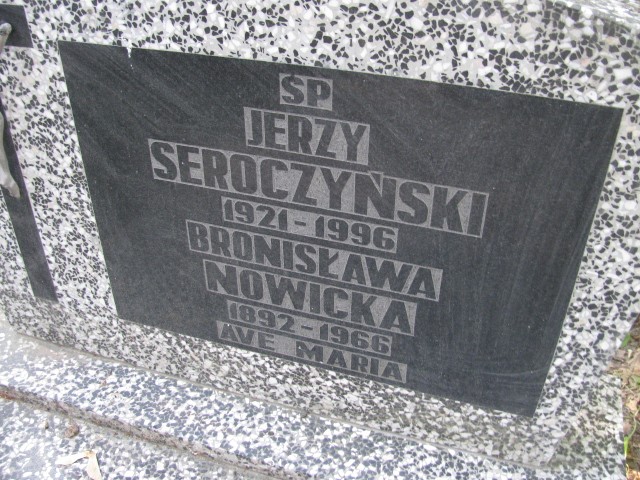 ŚP
JERZY
SEROCZYŃSKI
1921-1996
BRONISŁAWA
NOWICKA
1892-1966
AVE MARIA